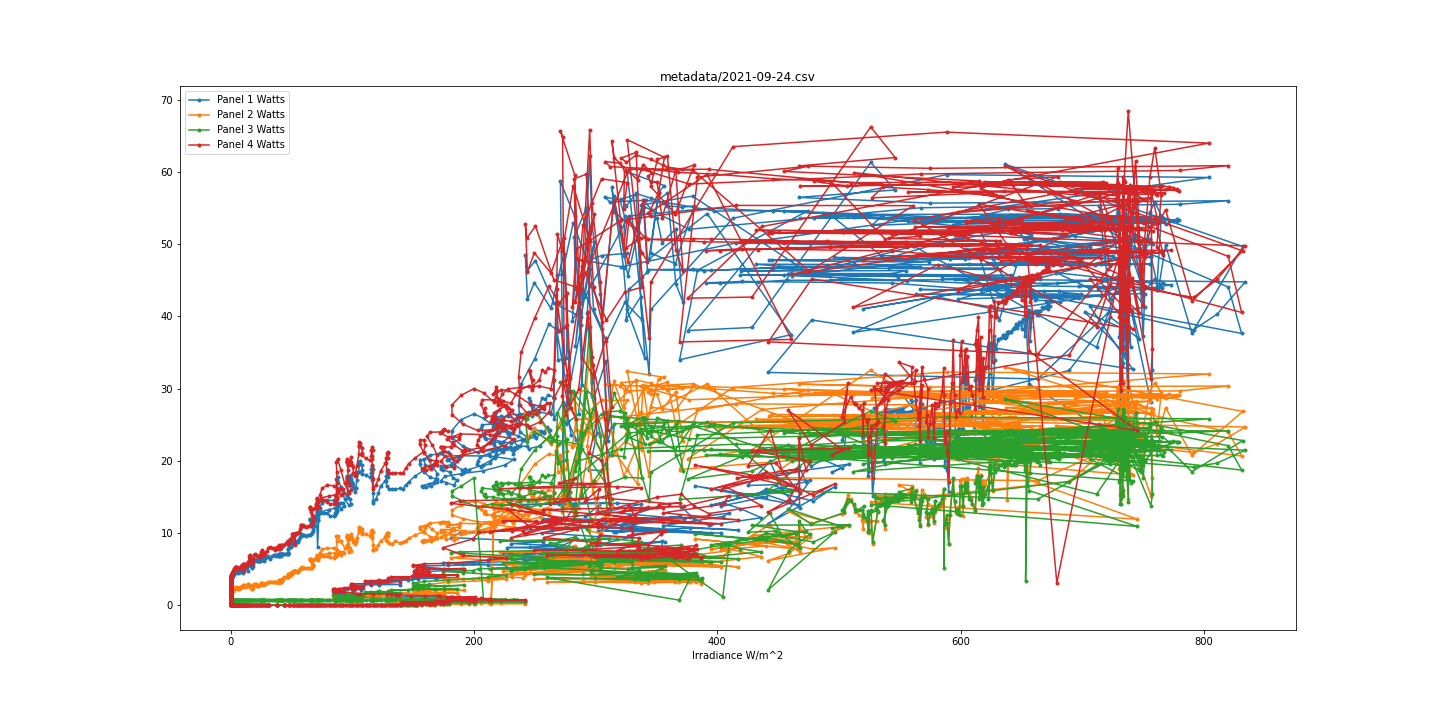 metadata/2021-09-24.csv
70
60
50
40
30
20
10
0
Panel 1 Watts
Panel 2 Watts
Panel 3 Watts
Panel 4 Watts
0 200 400 600 800
Irradiance W/m^2